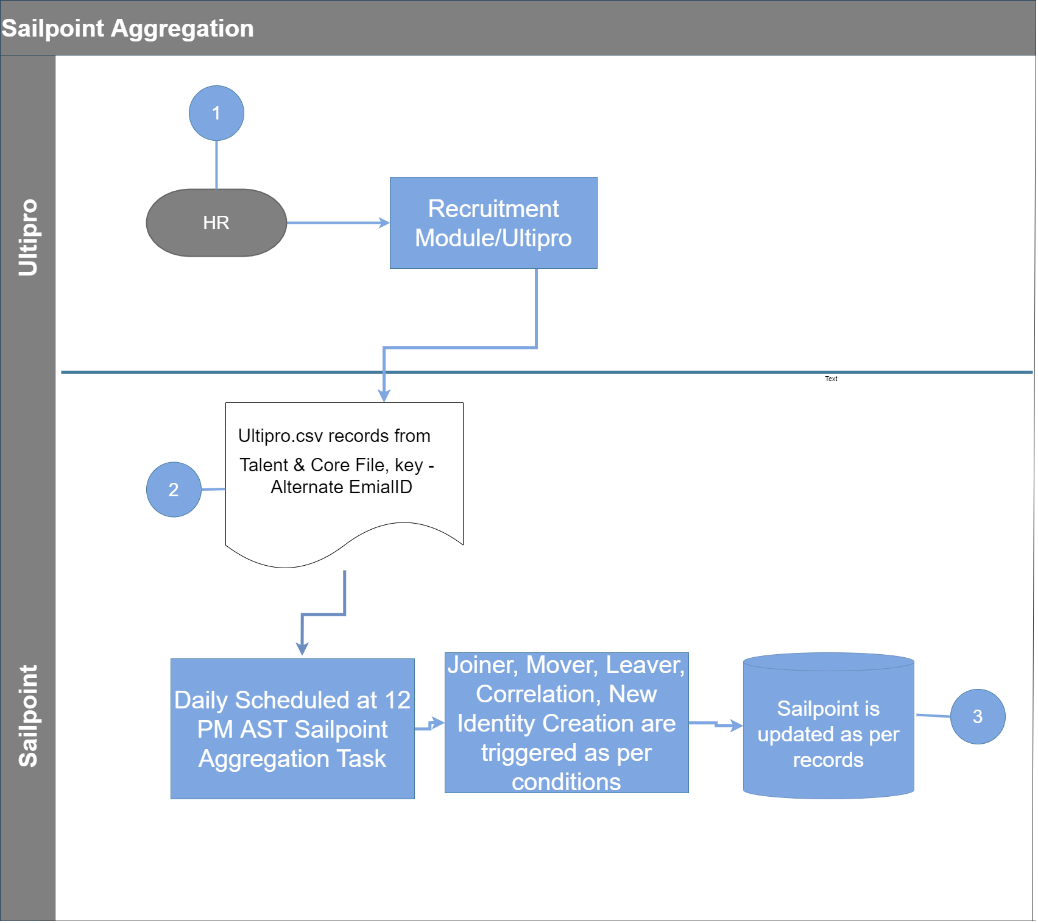 Sailpoint Aggregation
Ultipro
1
HR
Recruitment
Module/Ultipro
Text
Sailpoint
Ultipro.csv records from
Talent & Core File, key -
Alternate EmialID
2
Daily Scheduled at 12
PM AST Sailpoint
Aggregation Task
Joiner, Mover, Leaver,
Correlation, New
Identity Creation are
triggered as per
conditions
Sailpoint is
updated as per
records
3